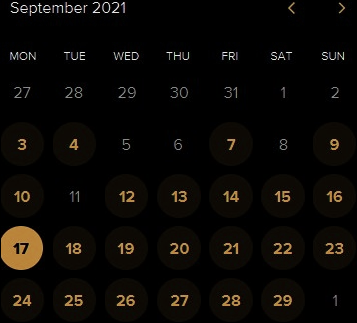 September 2021 < >
MON TUE WED THU FRI SAT SUN
27 28 29 30 31 1 2
3 4 5 6 7 8 9
10 11 12 13 14 15 16
17 18 19 20 21 22 23
24 25 26 27 28 29 1